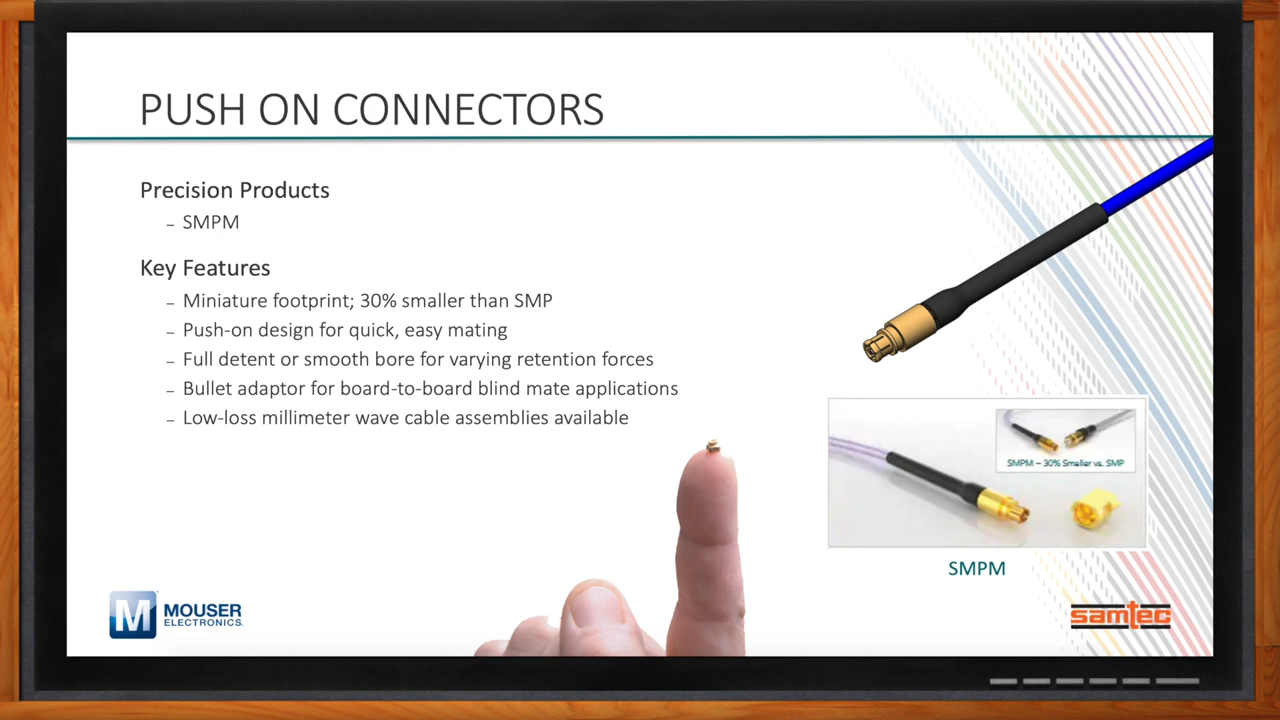 PUSH ON CONNECTORS
Precision Products
– SMPM
Key Features
– Miniature footprint; 30% smaller than SMP
– Push-on design for quick, easy mating
– Full detent or smooth bore for varying retention forces
– Bullet adaptor for board-to-board blind mate applications
– Low-loss millimeter wave cable assemblies available
SMPM – 30% Smaller vs. SMP
SMPM
M MOUSER
ELECTRONICS
samtec